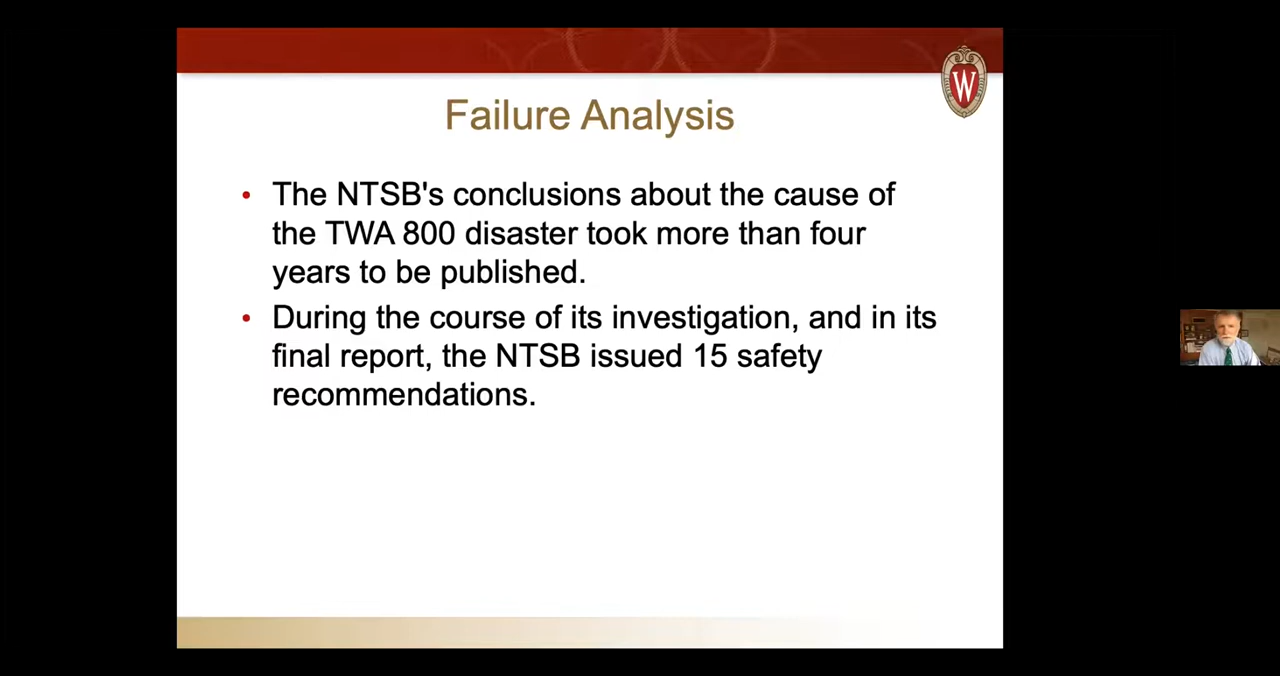 W
Failure Analysis
• The NTSB's conclusions about the cause of
the TWA 800 disaster took more than four
years to be published.
• During the course of its investigation, and in its
final report, the NTSB issued 15 safety
recommendations.